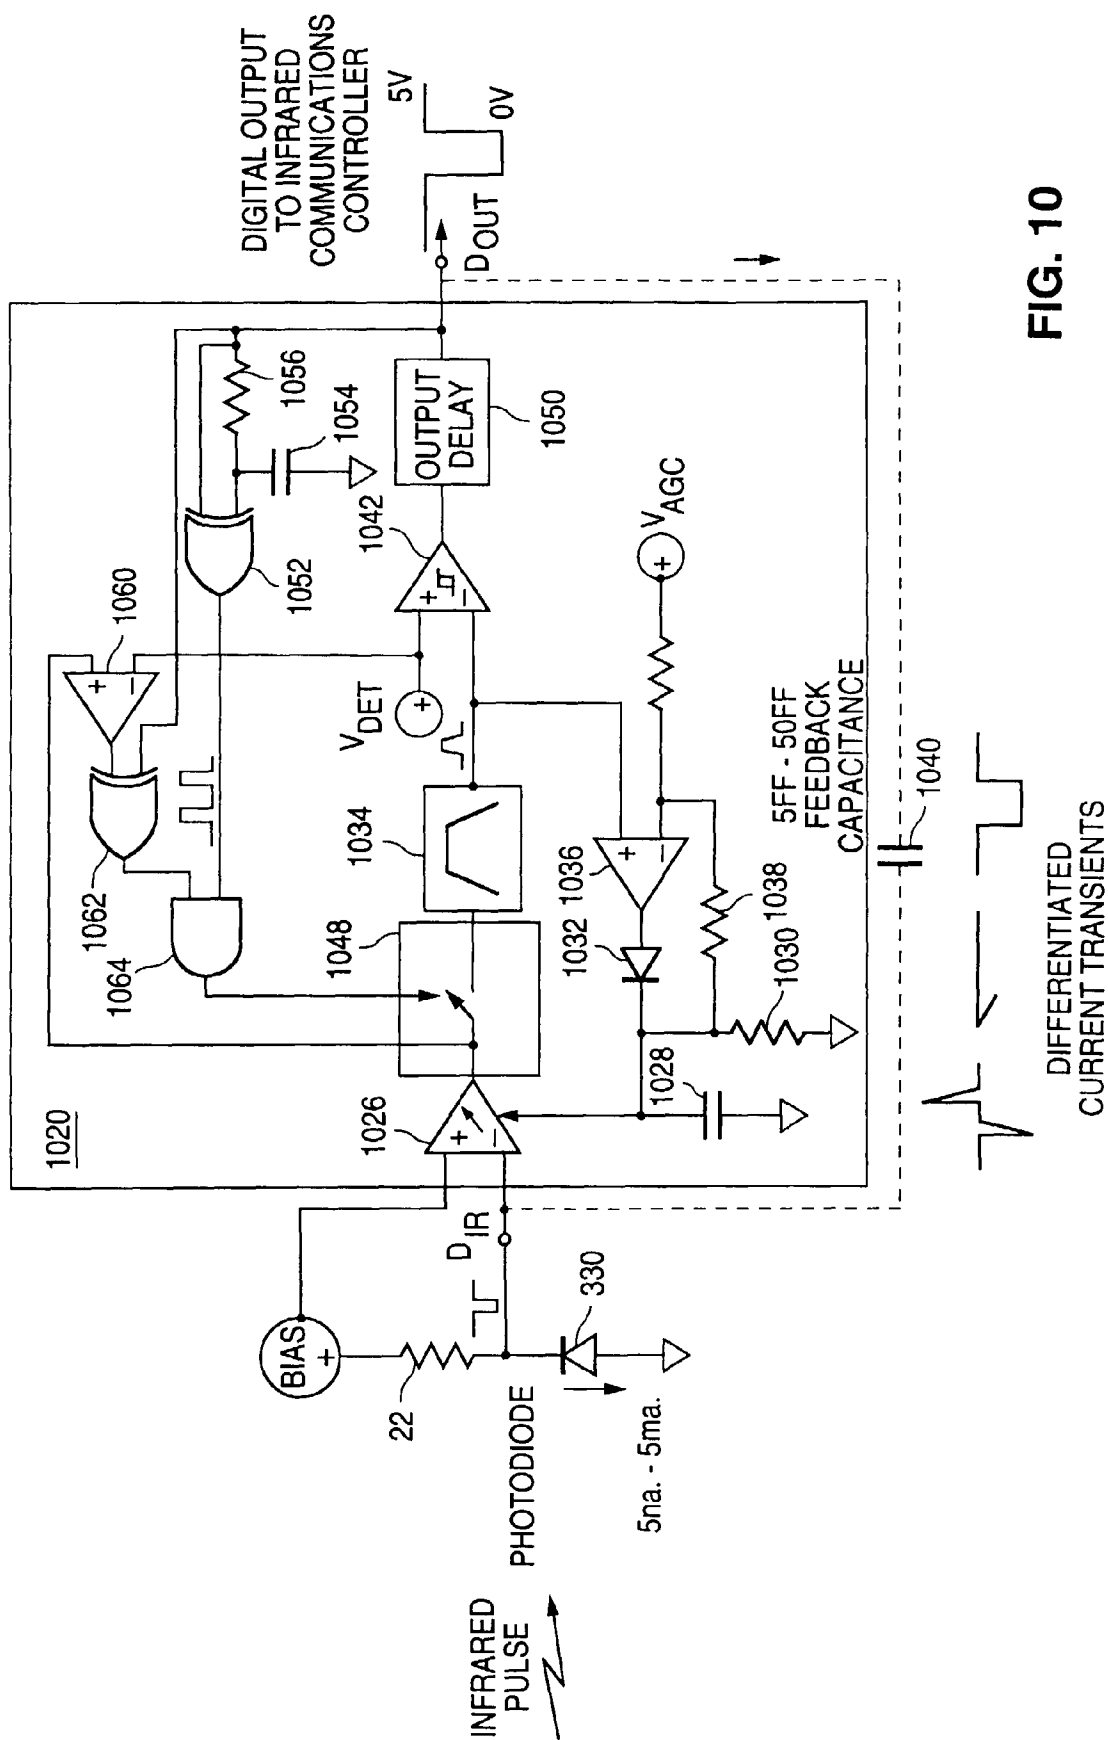 DIGITAL OUTPUT
TO INFRARED
COMMUNICATIONS
CONTROLLER
5V
0V
DOUT
1020
1060
1062
1064
1052
1056
1054
1042
OUTPUT
DELAY
1050
VDET
+
-
1034
1048
1026
BIAS
+
22
DIR
330
PHOTODIODE
5na. - 5ma.
INFRARED
PULSE
1036
1032
1038
1030
1028
VAGC
+
5FF - 50FF
FEEDBACK
CAPACITANCE
1040
DIFFERENTIATED
CURRENT TRANSIENTS
FIG. 10